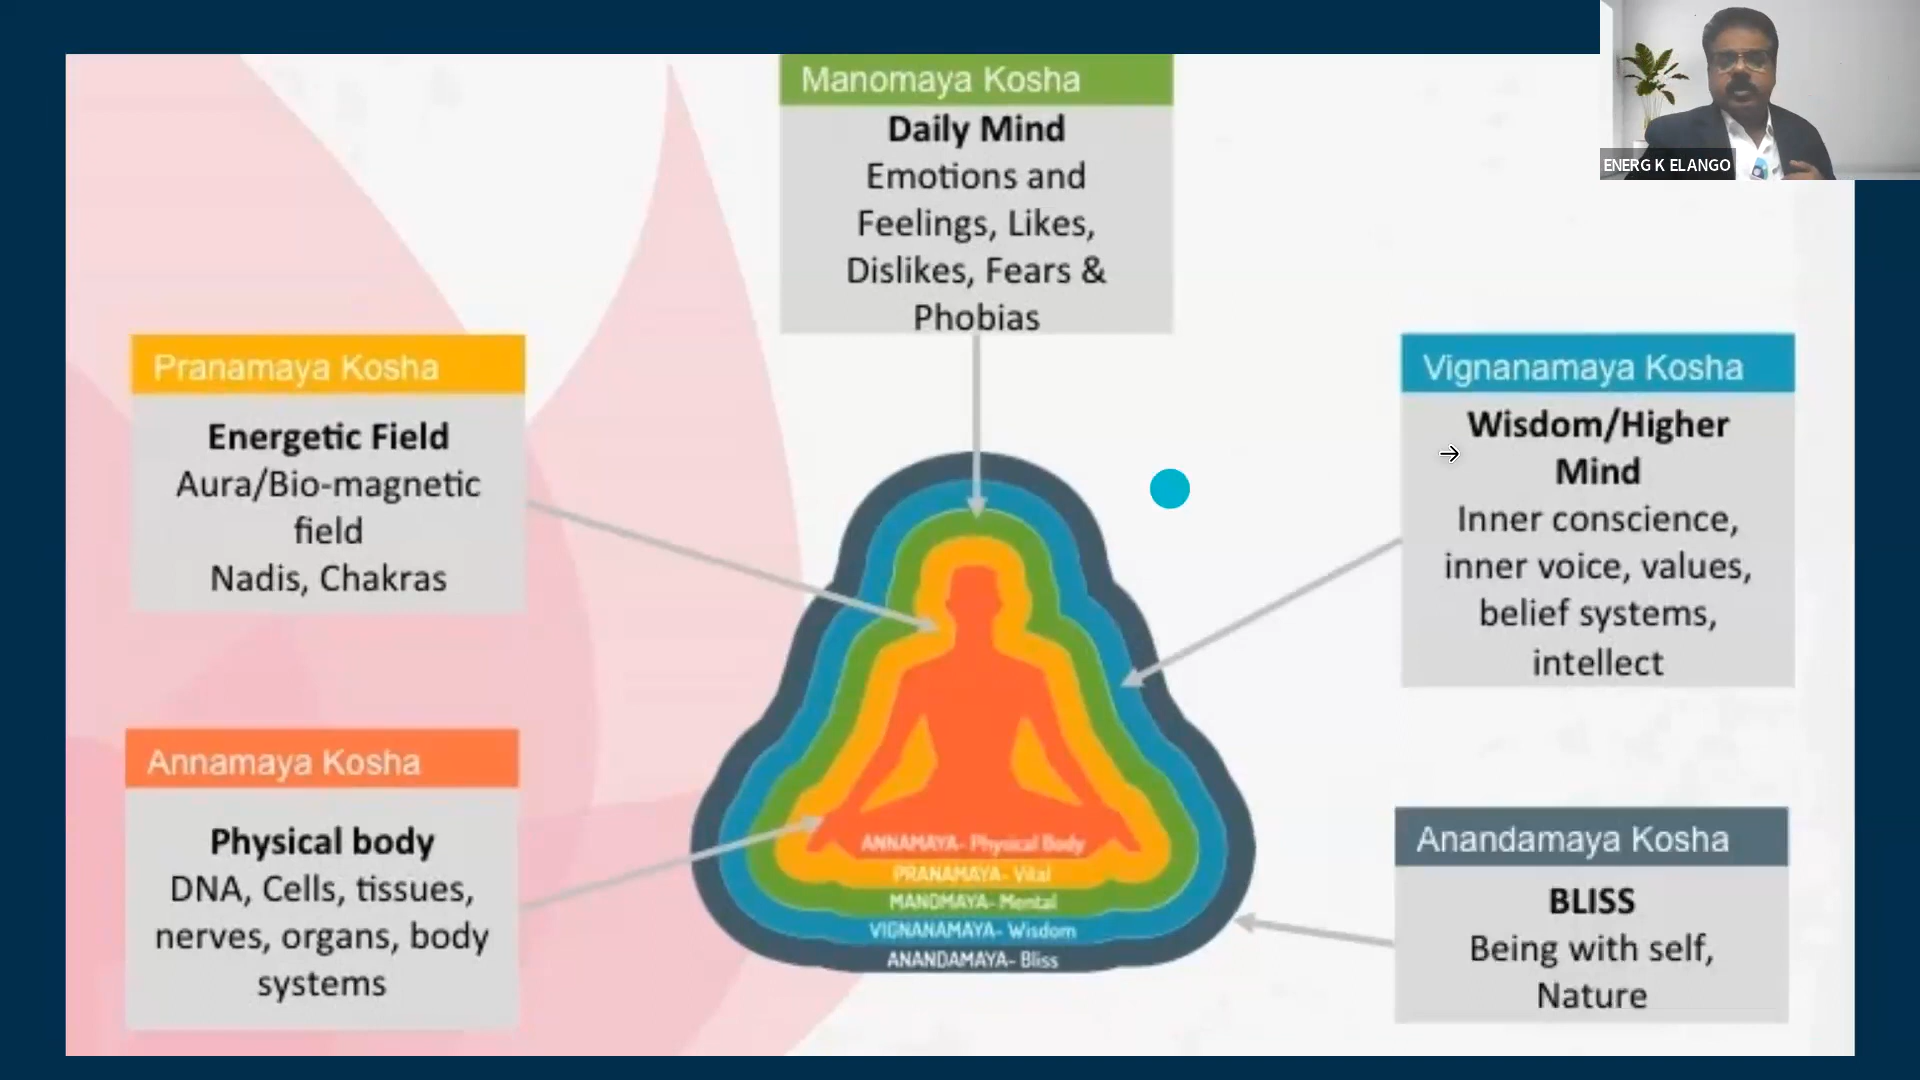 Manomaya Kosha
Daily Mind
Emotions and
Feelings, Likes,
Dislikes, Fears &
Phobias
ENERG K ELANGO
Pranamaya Kosha
Energetic Field
Aura/Bio-magnetic
field
Nadis, Chakras
Vignanamaya Kosha
Wisdom/Higher
Mind
Inner conscience,
inner voice, values,
belief systems,
intellect
Annamaya Kosha
Physical body
DNA, Cells, tissues,
nerves, organs, body
systems
ANNAMAYA- Physical Body
PRANAMAYA- Vital
MANOMAYA- Mental
VIGNANAMAYA- Wisdom
ANANDAMAYA- Bliss
Anandamaya Kosha
BLISS
Being with self,
Nature